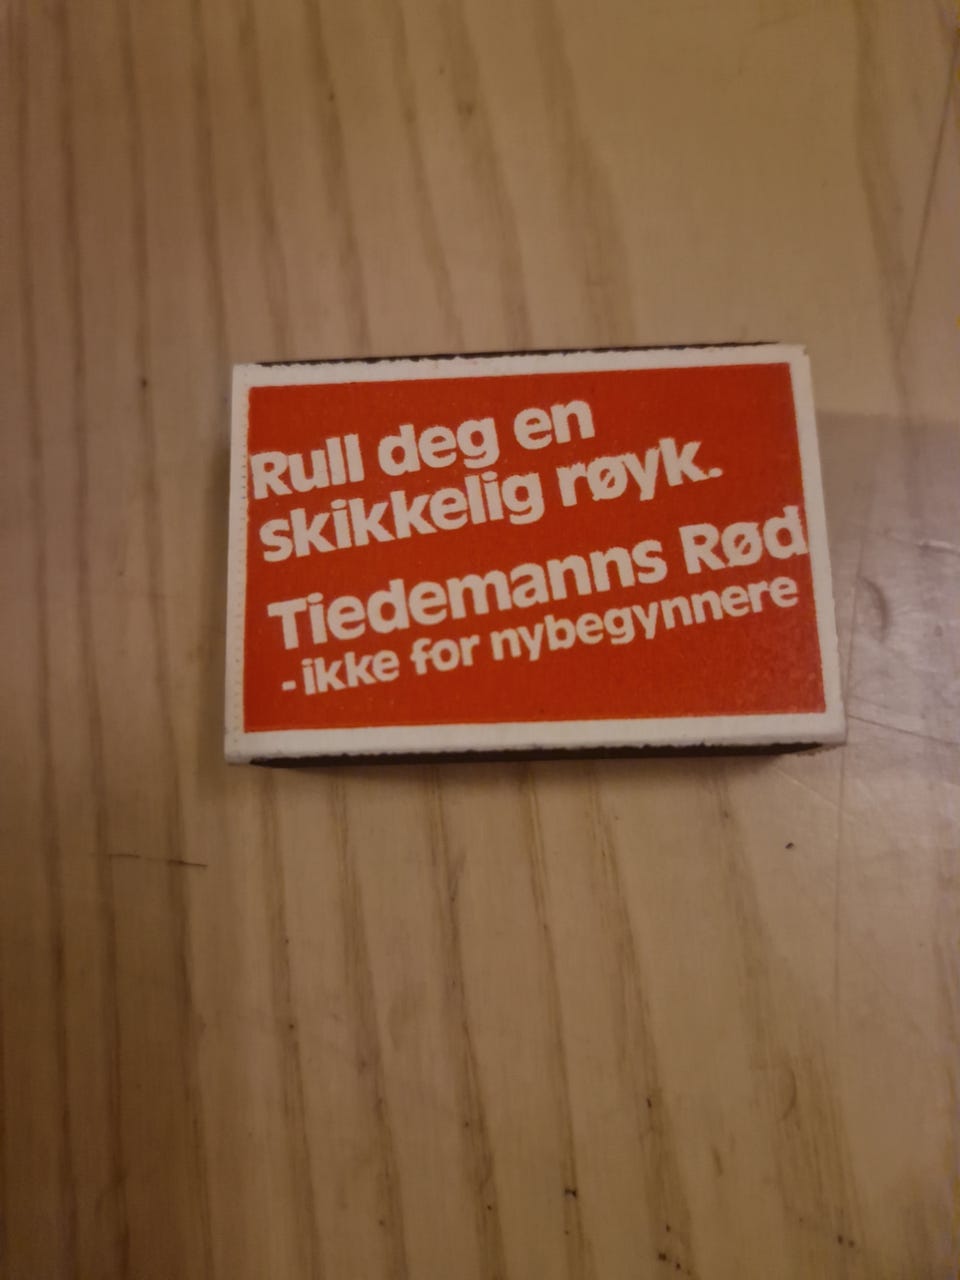 Rull deg en
skikkelig røyk.
Tiedemanns Rød
- ikke for nybegynnere